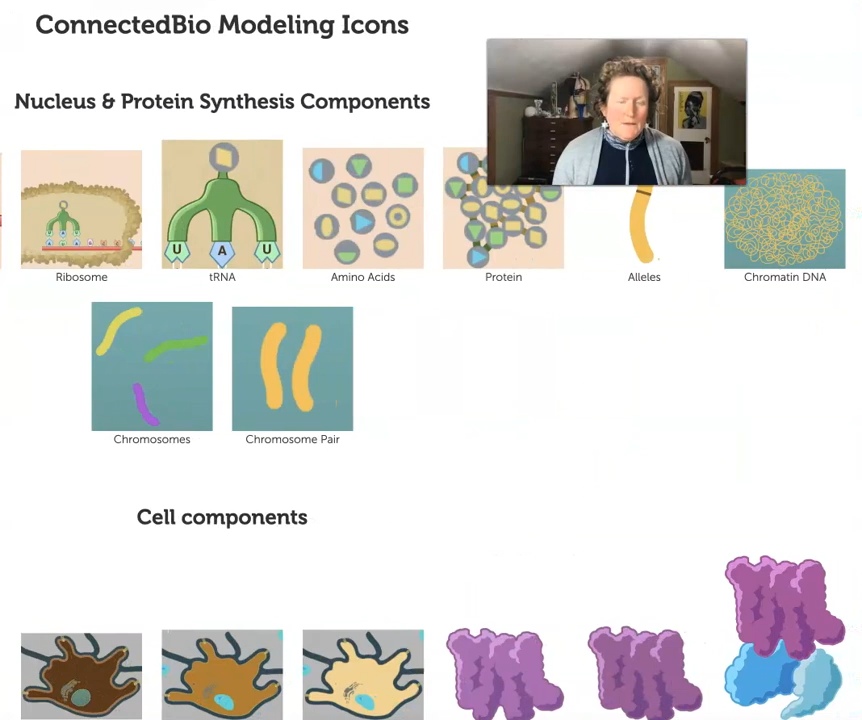 ConnectedBio Modeling Icons
Nucleus & Protein Synthesis Components
U A U
Ribosome tRNA Amino Acids Protein Alleles Chromatin DNA
Chromosomes Chromosome Pair
Cell components